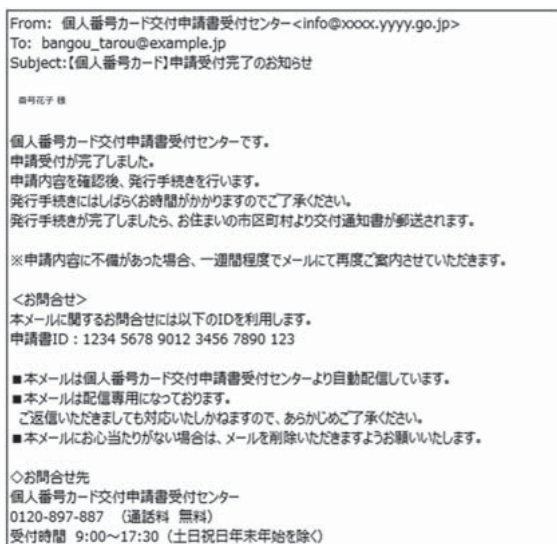 From: 個人番号カード交付申請書受付センター<info@xxxx.yyyy.go.jp>
To: bangou_tarou@example.jp
Subject:【個人番号カード】申請受付完了のお知らせ
番号花子 様
個人番号カード交付申請書受付センターです。
申請受付が完了しました。
申請内容を確認後、発行手続きを行います。
発行手続きにはしばらくお時間がかかりますのでご了承ください。
発行手続きが完了しましたら、お住まいの市区町村より交付通知書が郵送されます。
※申請内容に不備があった場合、一週間程度でメールにて再度ご案内させていただきます。
<お問合せ>
本メールに関するお問合せには以下のIDを利用します。
申請書ID:1234 5678 9012 3456 7890 123
■本メールは個人番号カード交付申請書受付センターより自動配信しています。
■本メールは配信専用になっております。
ご返信いただきましても対応いたしかねますので、あらかじめご了承ください。
■本メールにお心当たりがない場合は、メールを削除いただきますようお願いいたします。
◇お問合せ先
個人番号カード交付申請書受付センター
0120-897-887 (通話料 無料)
受付時間 9:00~17:30(土日祝日年末年始を除く)